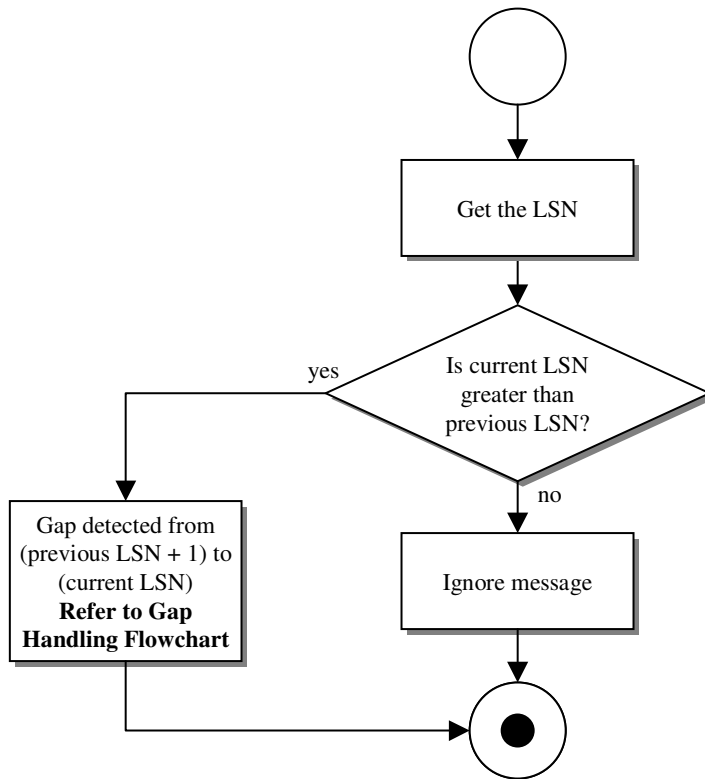 Get the LSN
Is current LSN
greater than
previous LSN?
yes
no
Gap detected from
(previous LSN + 1) to
(current LSN)
Refer to Gap
Handling Flowchart
Ignore message